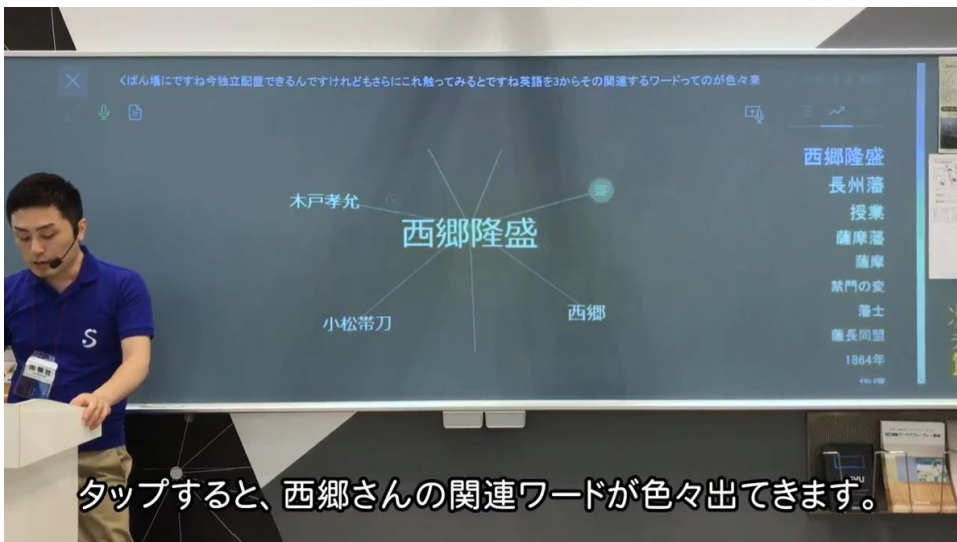 くばん場にですね今独立配置できるんですけれどもさらにこれ触ってみるとですね英語を3からその関連するワードってのが色々東
西郷隆盛
長州藩
授業
薩摩藩
薩摩
禁門の変
藩士
薩長同盟
1864年
木戸孝允
西郷隆盛
小松帯刀
西郷
S
出種社
タップすると、西郷さんの関連ワードが色々出てきます。